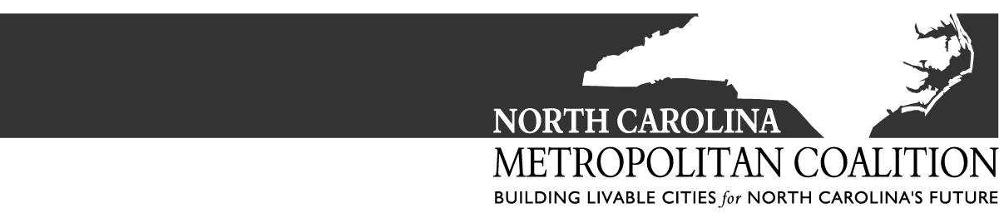 NORTH CAROLINA
METROPOLITAN COALITION
BUILDING LIVABLE CITIES for NORTH CAROLINA'S FUTURE